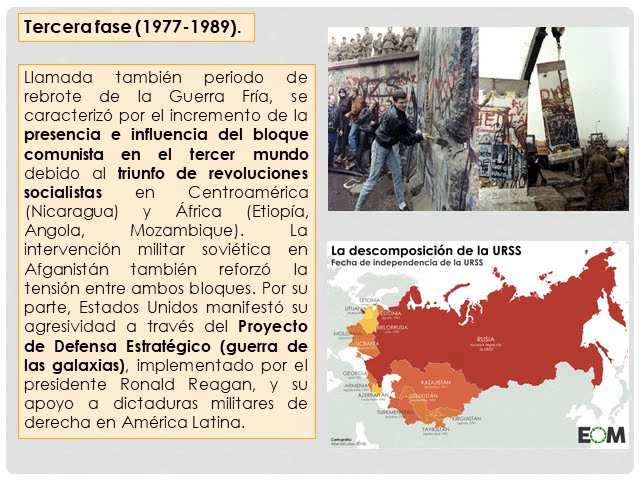 Tercera fase (1977-1989).
Llamada también periodo de
rebrote de la Guerra Fría, se
caracterizó por el incremento de la
presencia e influencia del bloque
comunista en el tercer mundo
debido al triunfo de revoluciones
socialistas en Centroamérica
(Nicaragua) y África (Etiopía,
Angola, Mozambique). La
intervención militar soviética en
Afganistán también reforzó la
tensión entre ambos bloques. Por su
parte, Estados Unidos manifestó su
agresividad a través del Proyecto
de Defensa Estratégico (guerra de
las galaxias), implementado por el
presidente Ronald Reagan, y su
apoyo a dictaduras militares de
derecha en América Latina.
La descomposición de la URSS
Fecha de independencia de la URSS
LETONIA
ESTONIA
LITUANIA
BIELORRUSIA
MOLDAVIA
UCRANIA
RUSIA
sucesor legal de
la URSS
GEORGIA
ARMENIA
AZERBAIYÁN
KAZAJSTÁN
UZBEKISTÁN
TURKMENISTÁN
KIRGUISTÁN
TAYIKISTÁN
Cartografía:
EOM